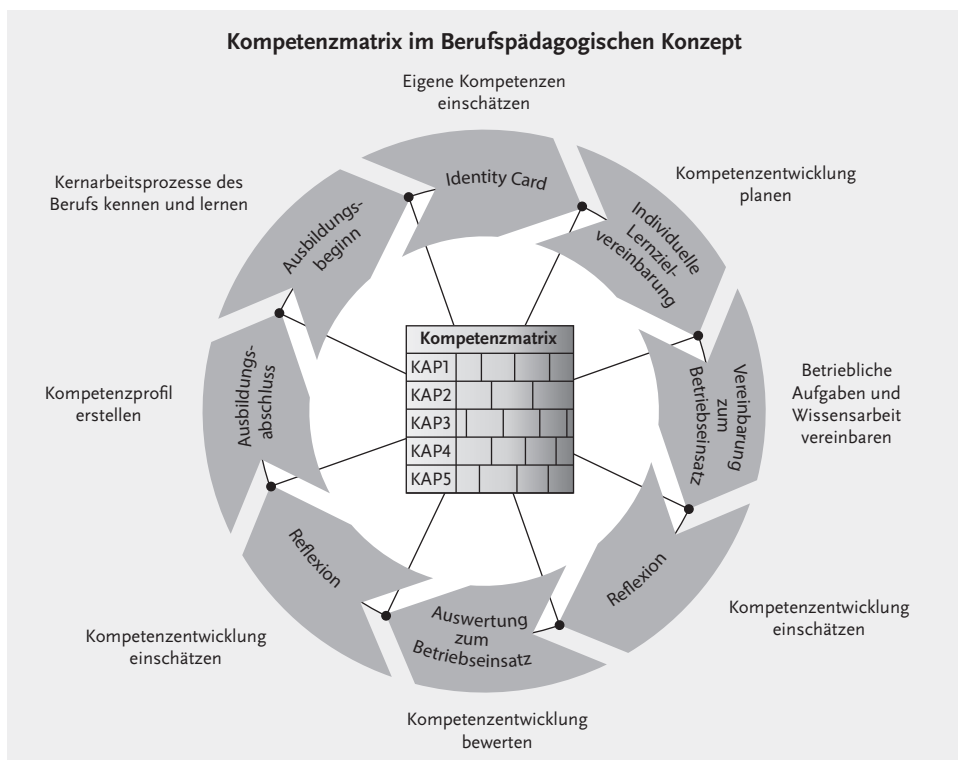 Kompetenzmatrix im Berufspädagogischen Konzept
Eigene Kompetenzen
einschätzen
Identity Card
Kompetenzentwicklung
planen
Individuelle
Lernziel-
vereinbarung
Betriebliche
Aufgaben und
Wissensarbeit
vereinbaren
Vereinbarung
zum
Betriebseinsatz
Kompetenzentwicklung
einschätzen
Reflexion
Kompetenzentwicklung
bewerten
Auswertung
zum
Betriebseinsatz
Kompetenzentwicklung
einschätzen
Reflexion
Kompetenzprofil
erstellen
Ausbildungs-
abschluss
Kernarbeitsprozesse des
Berufs kennen und lernen
Ausbildungs-
beginn
Kompetenzmatrix
KAP1
KAP2
KAP3
KAP4
KAP5